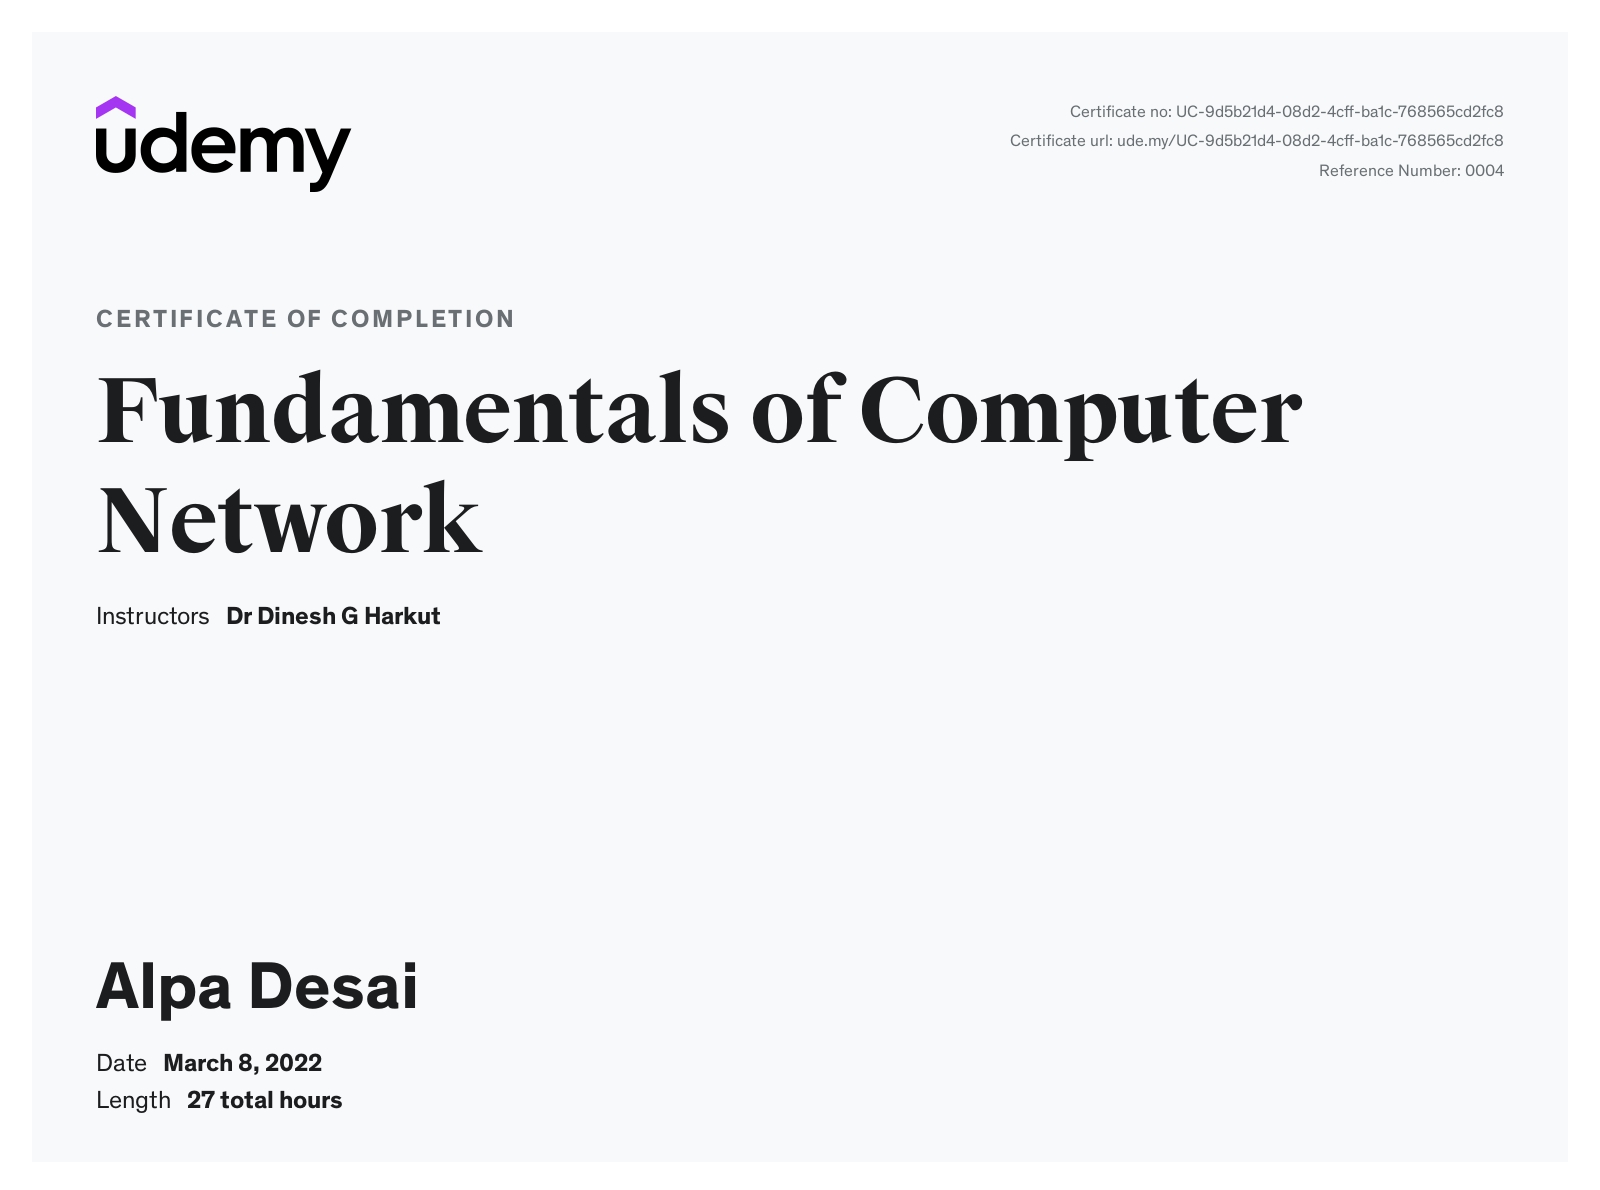 udemy
Certificate no: UC-9d5b21d4-08d2-4cff-ba1c-768565cd2fc8
Certificate url: ude.my/UC-9d5b21d4-08d2-4cff-ba1c-768565cd2fc8
Reference Number: 0004
CERTIFICATE OF COMPLETION
Fundamentals of Computer
Network
Instructors Dr Dinesh G Harkut
Alpa Desai
Date March 8, 2022
Length 27 total hours